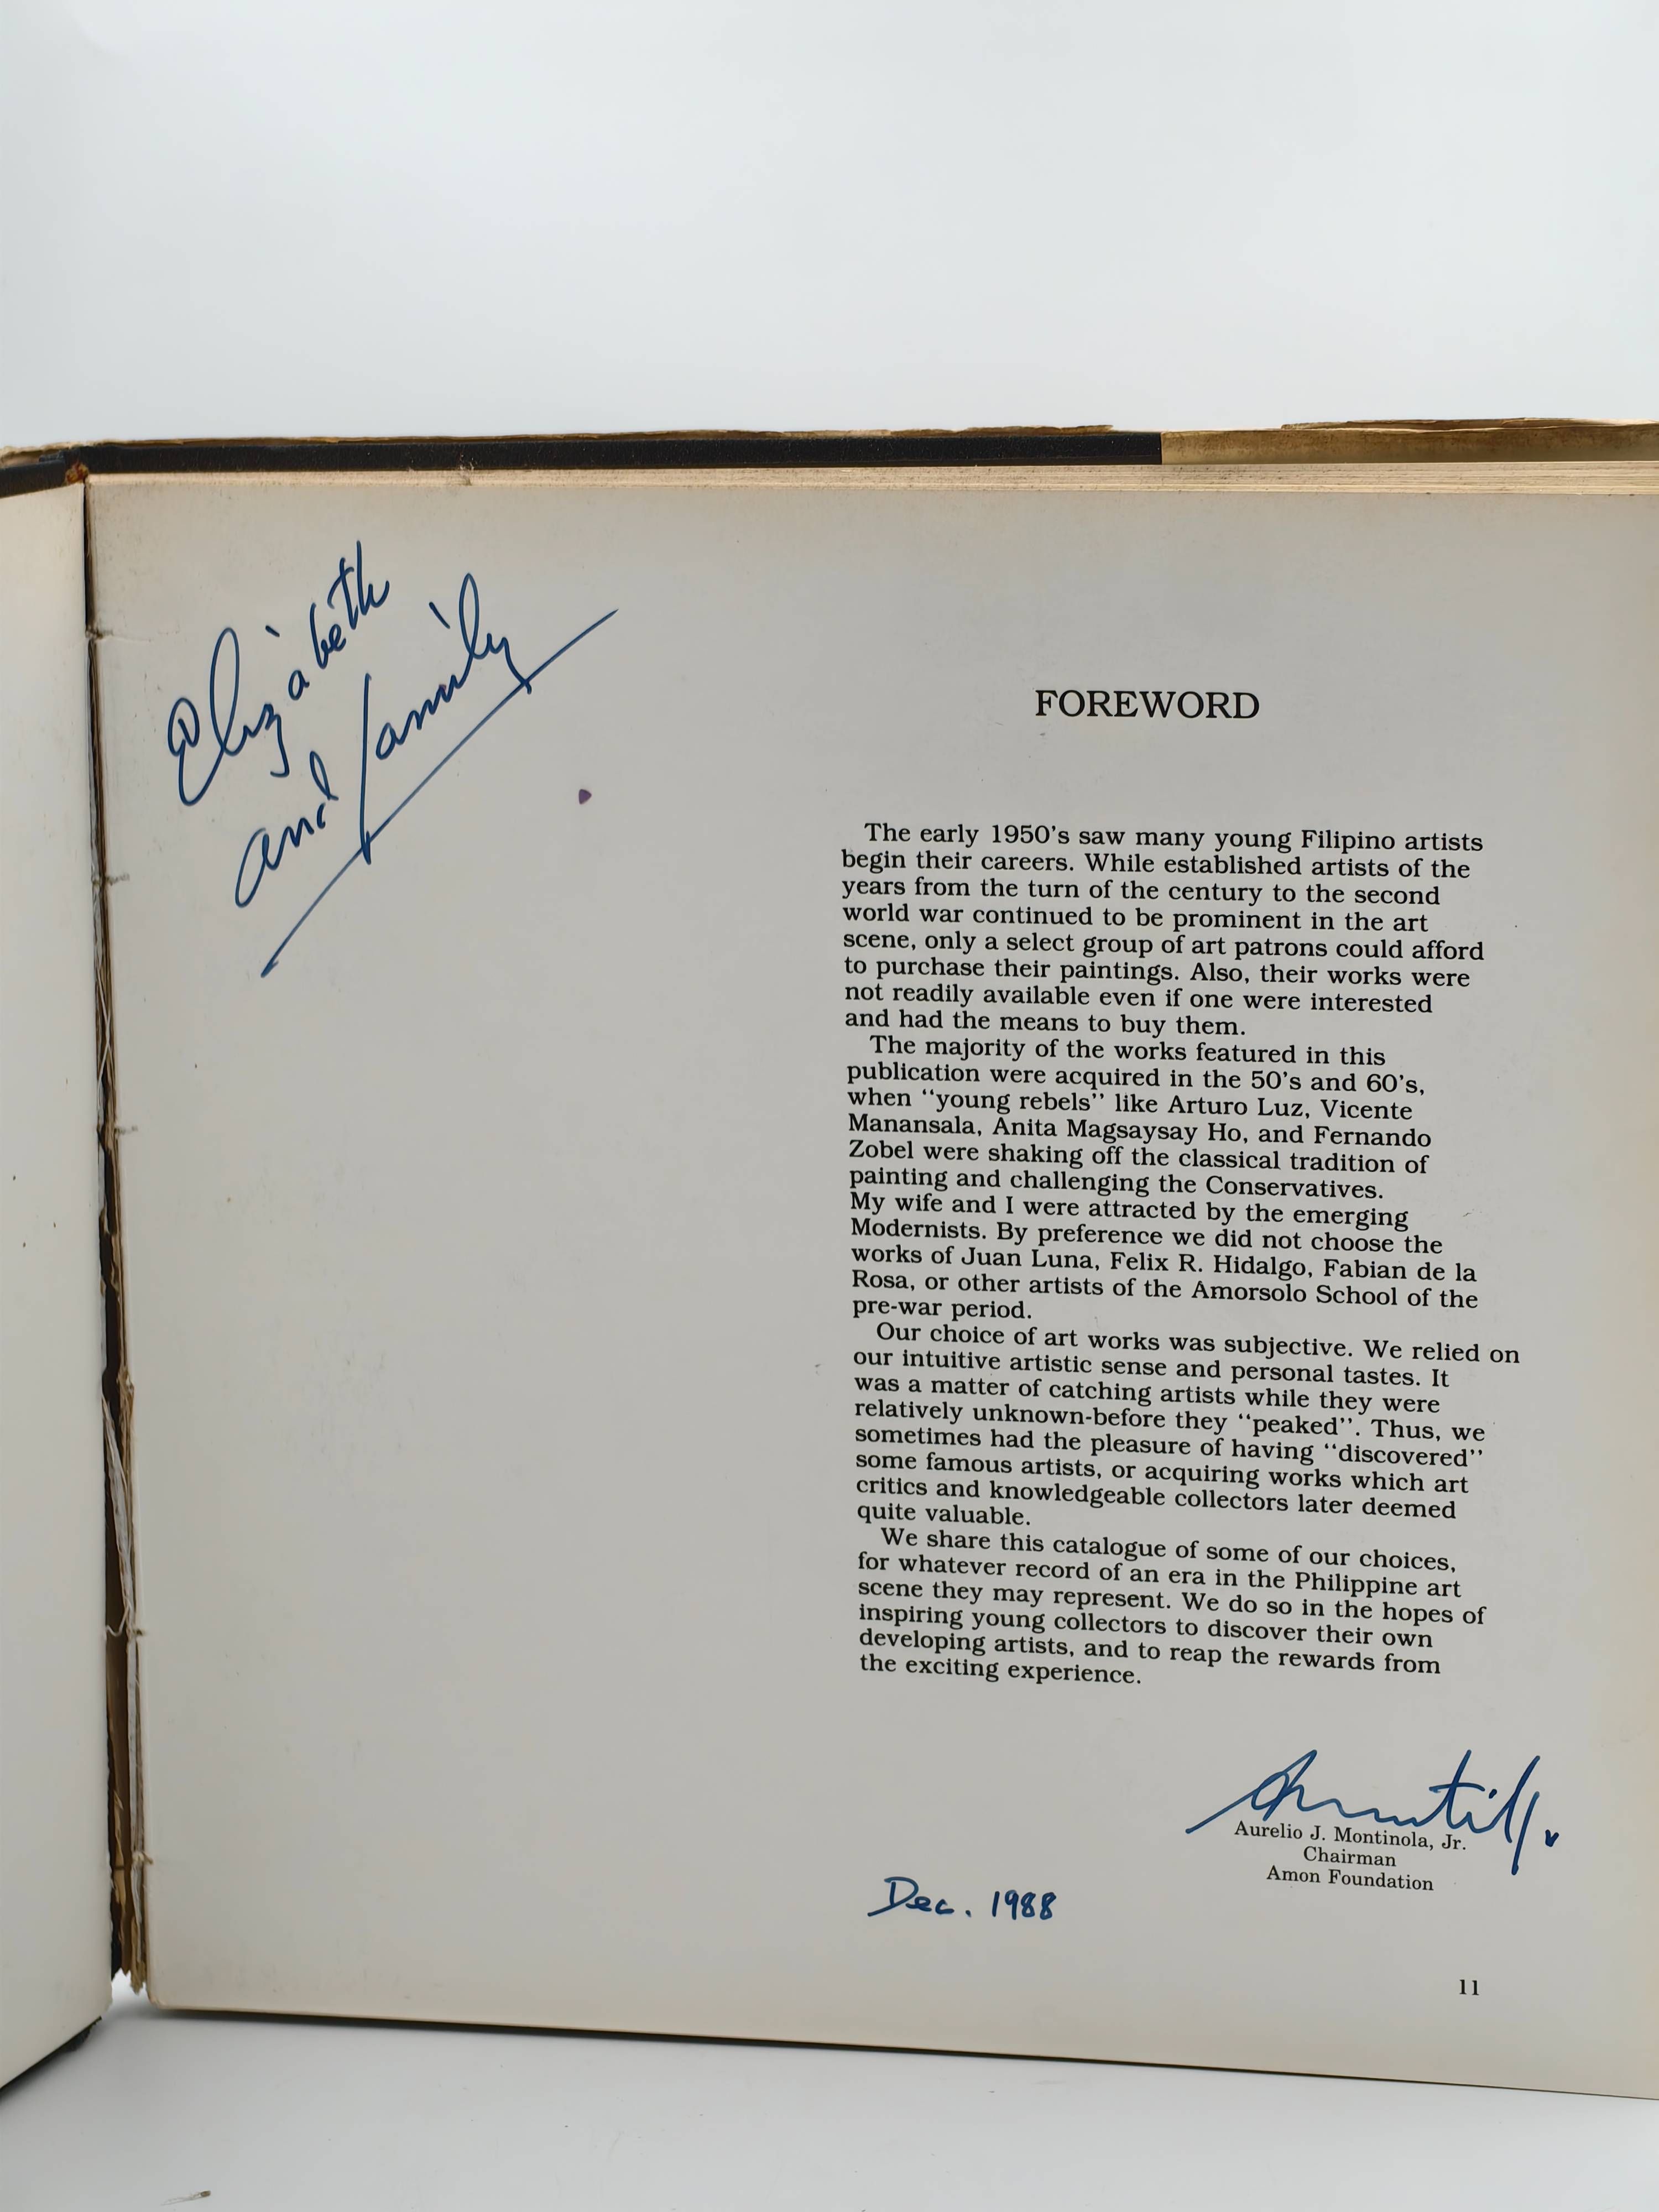 Elizabeth
and family
FOREWORD
The early 1950's saw many young Filipino artists
begin their careers. While established artists of the
years from the turn of the century to the second
world war continued to be prominent in the art
scene, only a select group of art patrons could afford
to purchase their paintings. Also, their works were
not readily available even if one were interested
and had the means to buy them.
The majority of the works featured in this
publication were acquired in the 50's and 60's,
when "young rebels" like Arturo Luz, Vicente
Manansala, Anita Magsaysay Ho, and Fernando
Zobel were shaking off the classical tradition of
painting and challenging the Conservatives.
My wife and I were attracted by the emerging
Modernists. By preference we did not choose the
works of Juan Luna, Felix R. Hidalgo, Fabian de la
Rosa, or other artists of the Amorsolo School of the
pre-war period.
Our choice of art works was subjective. We relied on
our intuitive artistic sense and personal tastes. It
was a matter of catching artists while they were
relatively unknown-before they "peaked". Thus, we
sometimes had the pleasure of having "discovered"
some famous artists, or acquiring works which art
critics and knowledgeable collectors later deemed
quite valuable.
We share this catalogue of some of our choices,
for whatever record of an era in the Philippine art
scene they may represent. We do so in the hopes of
inspiring young collectors to discover their own
developing artists, and to reap the rewards from
the exciting experience.
Aurelio J. Montinola, Jr.
Chairman
Amon Foundation
Dec. 1988
11